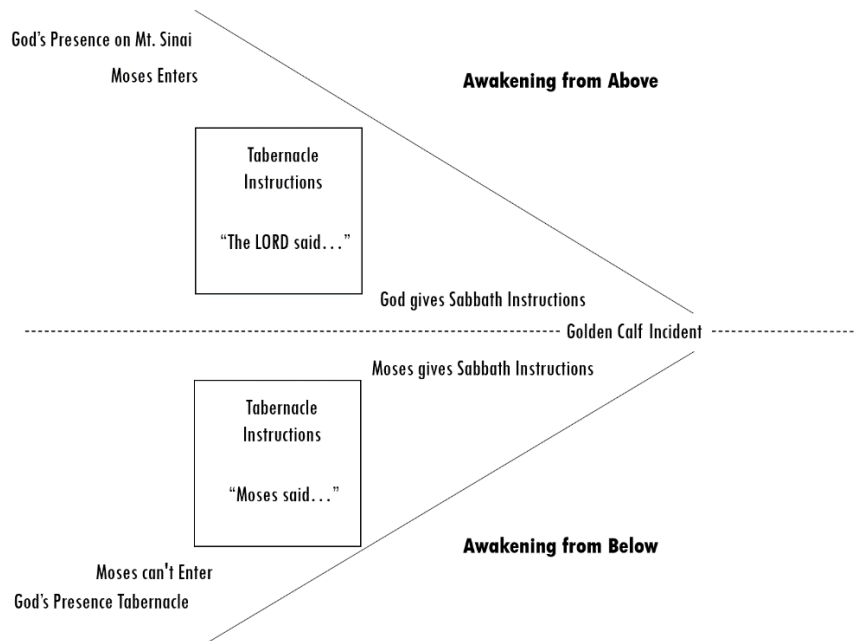 God's Presence on Mt. Sinai
Moses Enters
Awakening from Above
Tabernacle
Instructions
“The LORD said...”
God gives Sabbath Instructions
Golden Calf Incident
Moses gives Sabbath Instructions
Tabernacle
Instructions
“Moses said...”
Awakening from Below
Moses can't Enter
God's Presence Tabernacle